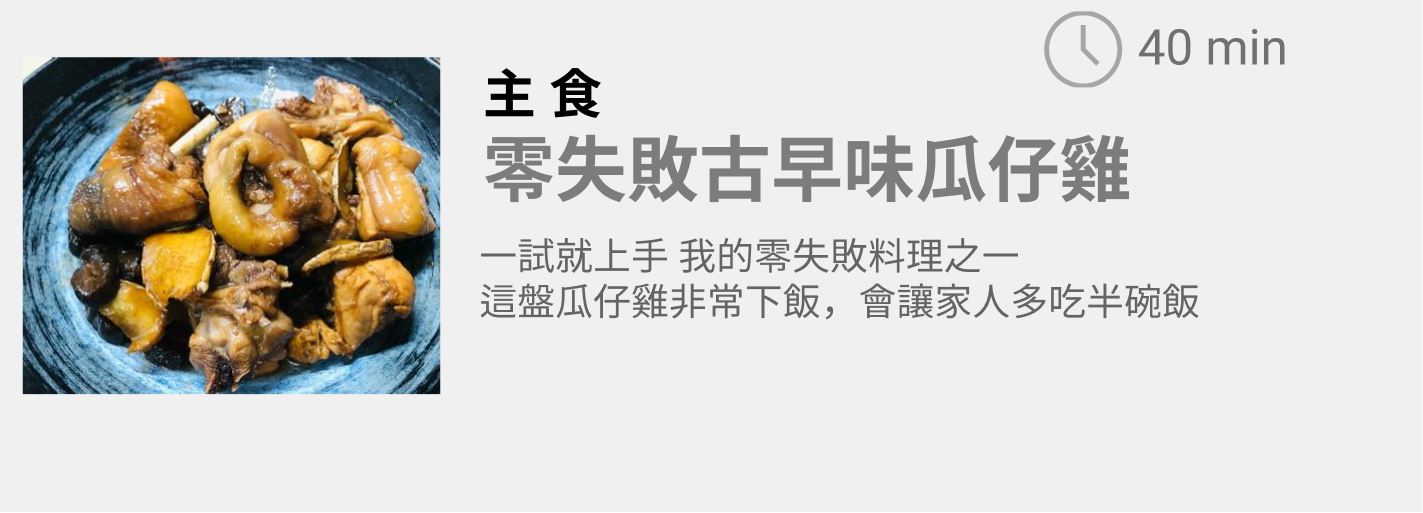 40 min
主食
零失敗古早味瓜仔雞
一試就上手 我的零失敗料理之一
這盤瓜仔雞非常下飯，會讓家人多吃半碗飯